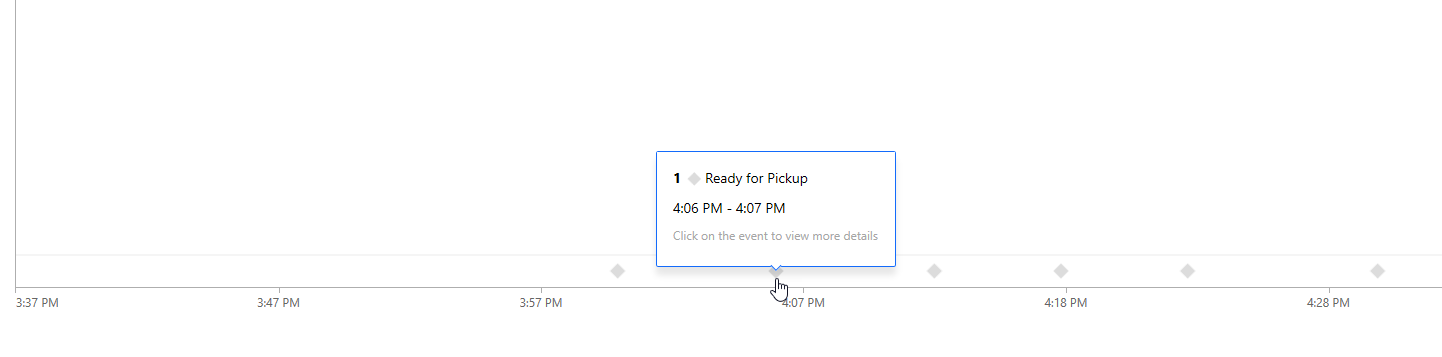 1 Ready for Pickup
4:06 PM - 4:07 PM
Click on the event to view more details
3:37 PM 3:47 PM 3:57 PM 4:07 PM 4:18 PM 4:28 PM